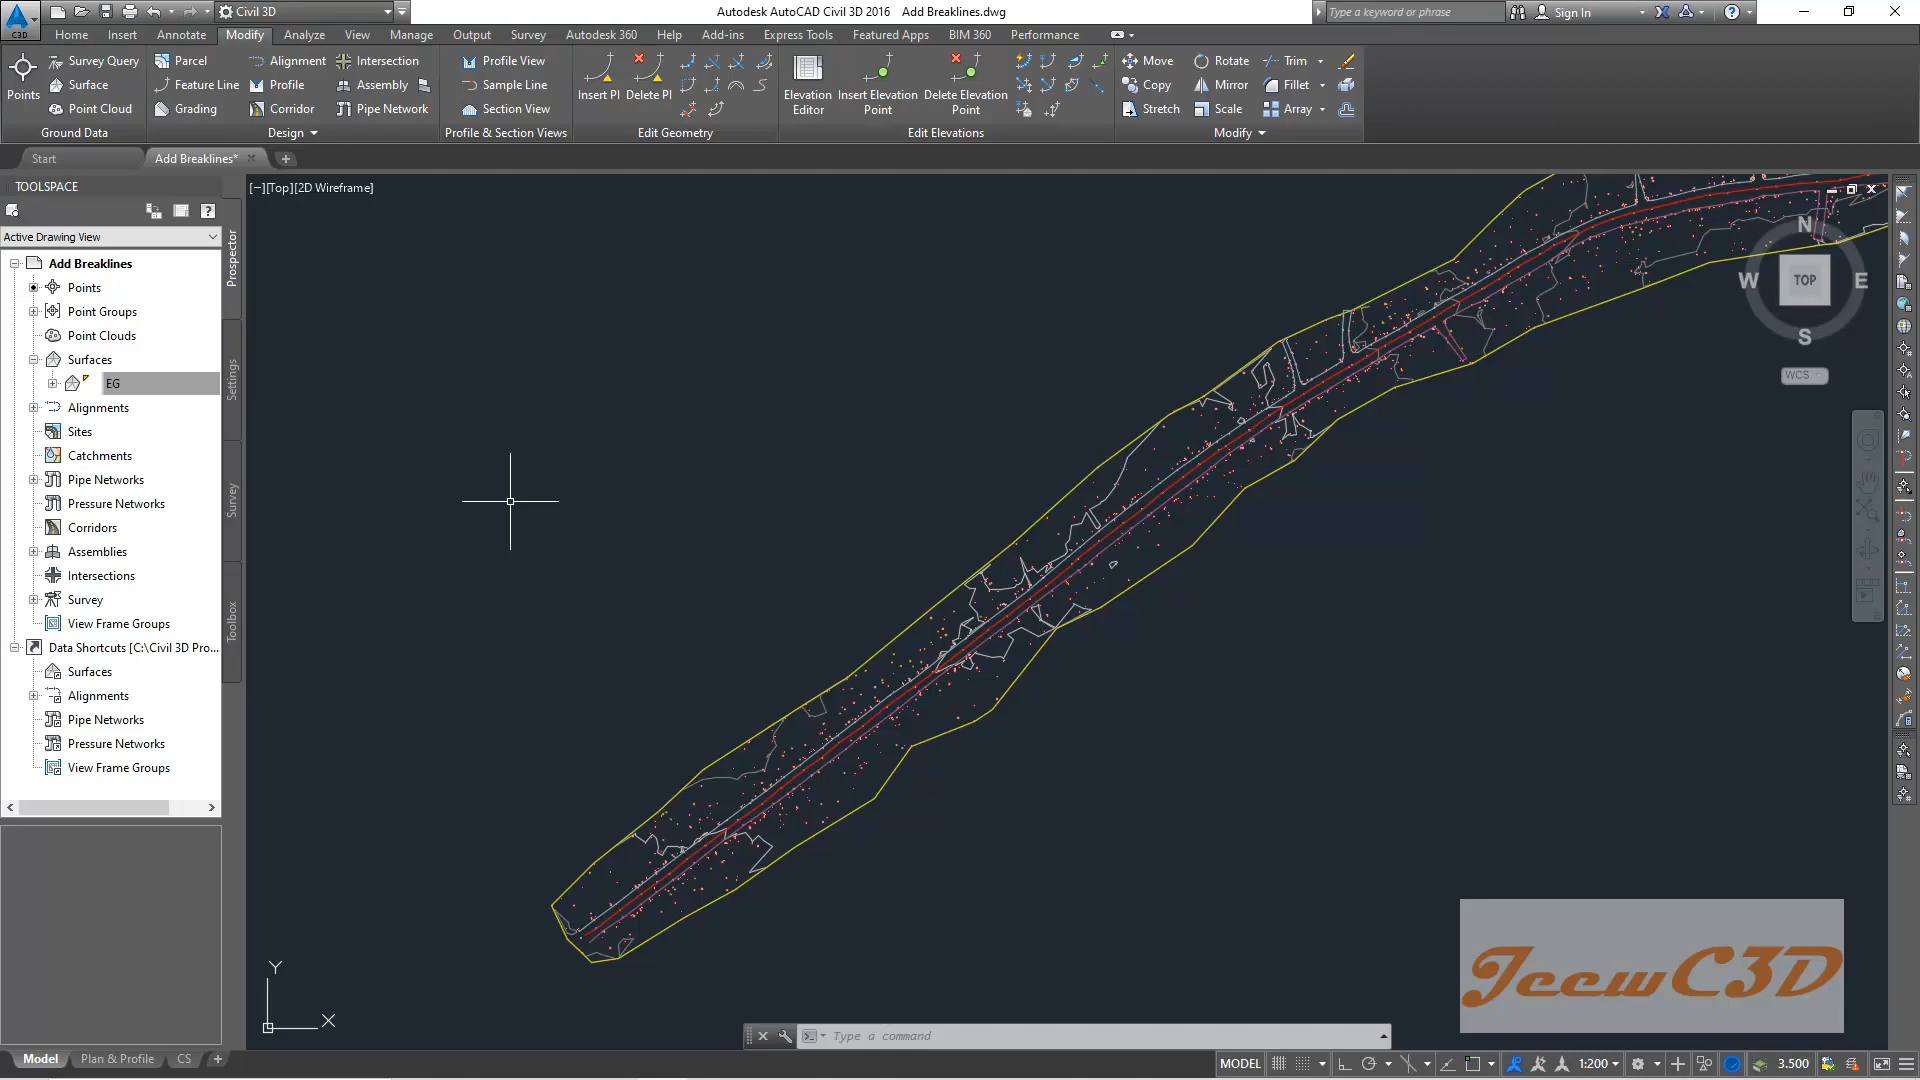 C3D
Civil 3D
Autodesk AutoCAD Civil 3D 2016 Add Breaklines.dwg
Type a keyword or phrase
Sign In
Home Insert Annotate Modify Analyze View Manage Output Survey Autodesk 360 Help Add-ins Express Tools Featured Apps BIM 360 Performance
Points
Survey Query
Surface
Point Cloud
Ground Data
Parcel
Feature Line
Grading
Alignment
Profile
Corridor
Intersection
Assembly
Pipe Network
Design
Profile View
Sample Line
Section View
Profile & Section Views
Insert PI
Delete PI
Edit Geometry
Elevation Editor
Insert Elevation Point
Delete Elevation Point
Edit Elevations
Move
Copy
Stretch
Rotate
Mirror
Scale
Trim
Fillet
Array
Modify
Start
Add Breaklines*
TOOLSPACE
Active Drawing View
Add Breaklines
Points
Point Groups
Point Clouds
Surfaces
EG
Alignments
Sites
Catchments
Pipe Networks
Pressure Networks
Corridors
Assemblies
Intersections
Survey
View Frame Groups
Data Shortcuts [C:\Civil 3D Pro...
Surfaces
Alignments
Pipe Networks
Pressure Networks
View Frame Groups
Prospector
Settings
Survey
Toolbox
[−][Top][2D Wireframe]
N
W
TOP
E
S
WCS
Y
X
JeewC3D
Type a command
Model
Plan & Profile
CS
MODEL
1:200
3.500